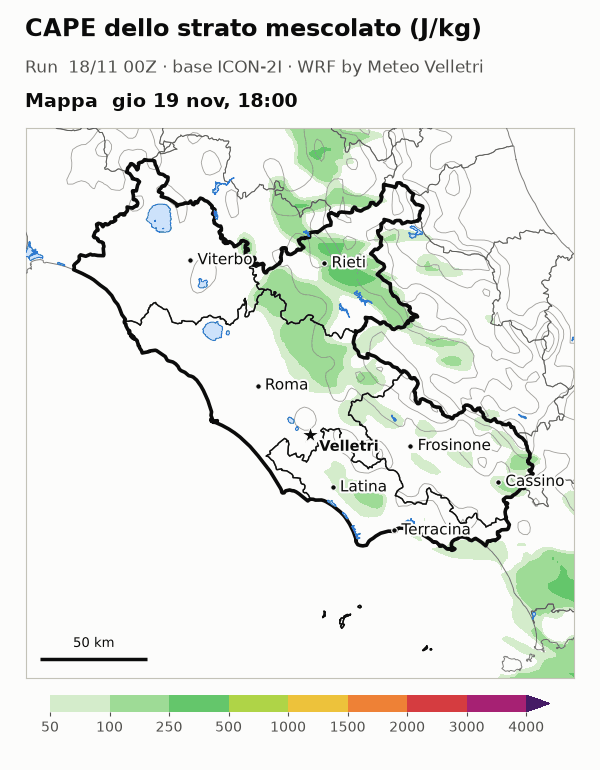 CAPE dello strato mescolato (J/kg)
Run  18/11 00Z · base ICON-2I · WRF by Meteo Velletri
Mappa  gio 19 nov, 18:00
Viterbo
Rieti
Roma
Velletri
Frosinone
Cassino
Latina
Terracina
50 km
50 100 250 500 1000 1500 2000 3000 4000